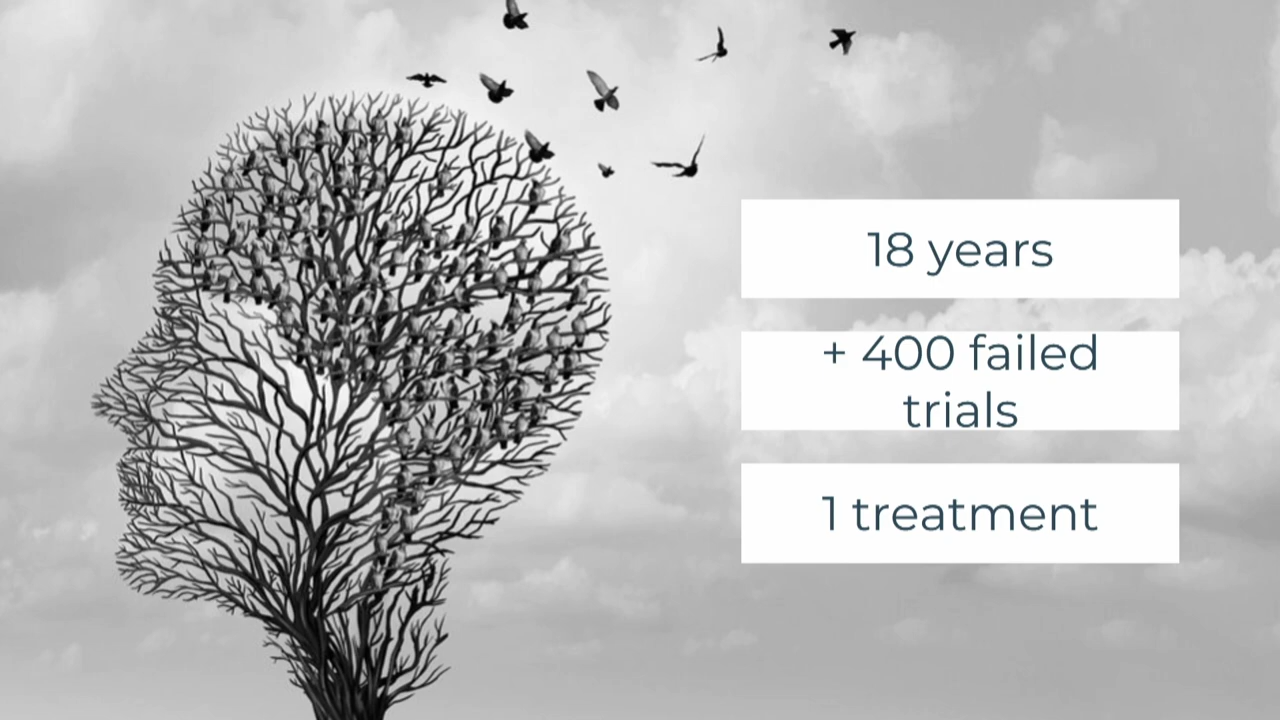 18 years
+ 400 failed
trials
1 treatment